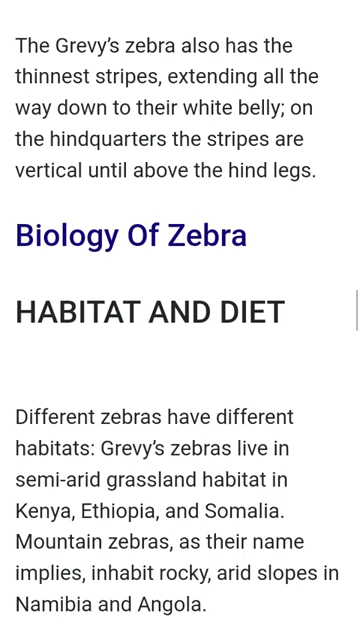 The Grevy’s zebra also has the
thinnest stripes, extending all the
way down to their white belly; on
the hindquarters the stripes are
vertical until above the hind legs.
Biology Of Zebra
HABITAT AND DIET
Different zebras have different
habitats: Grevy’s zebras live in
semi-arid grassland habitat in
Kenya, Ethiopia, and Somalia.
Mountain zebras, as their name
implies, inhabit rocky, arid slopes in
Namibia and Angola.